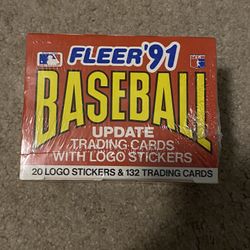 FLEER'91
BASEBALL
UPDATE
TRADING CARDS
WITH LOGO STICKERS
20 LOGO STICKERS & 132 TRADING CARDS